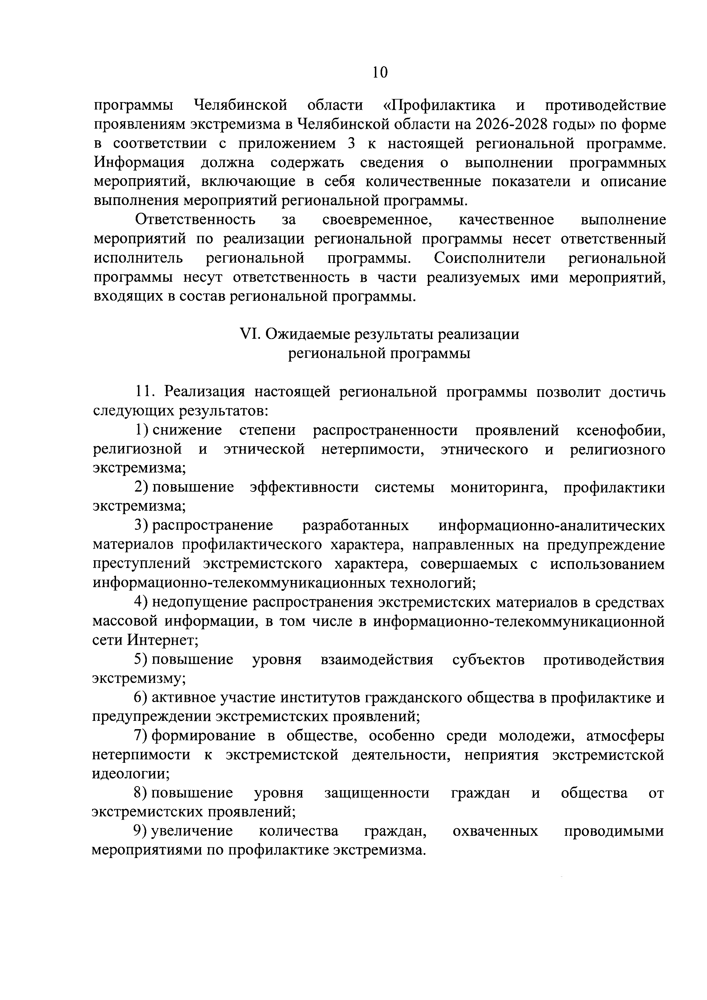 10
программы Челябинской области «Профилактика и противодействие
проявлениям экстремизма в Челябинской области на 2026-2028 годы» по форме
в соответствии с приложением 3 к настоящей региональной программе.
Информация должна содержать сведения о выполнении программных
мероприятий, включающие в себя количественные показатели и описание
выполнения мероприятий региональной программы.
Ответственность за своевременное, качественное выполнение
мероприятий по реализации региональной программы несет ответственный
исполнитель региональной программы. Соисполнители региональной
программы несут ответственность в части реализуемых ими мероприятий,
входящих в состав региональной программы.
VI. Ожидаемые результаты реализации
региональной программы
11. Реализация настоящей региональной программы позволит достичь
следующих результатов:
1) снижение степени распространенности проявлений ксенофобии,
религиозной и этнической нетерпимости, этнического и религиозного
экстремизма;
2) повышение эффективности системы мониторинга, профилактики
экстремизма;
3) распространение разработанных информационно-аналитических
материалов профилактического характера, направленных на предупреждение
преступлений экстремистского характера, совершаемых с использованием
информационно-телекоммуникационных технологий;
4) недопущение распространения экстремистских материалов в средствах
массовой информации, в том числе в информационно-телекоммуникационной
сети Интернет;
5) повышение уровня взаимодействия субъектов противодействия
экстремизму;
6) активное участие институтов гражданского общества в профилактике и
предупреждении экстремистских проявлений;
7) формирование в обществе, особенно среди молодежи, атмосферы
нетерпимости к экстремистской деятельности, неприятия экстремистской
идеологии;
8) повышение уровня защищенности граждан и общества от
экстремистских проявлений;
9) увеличение количества граждан, охваченных проводимыми
мероприятиями по профилактике экстремизма.